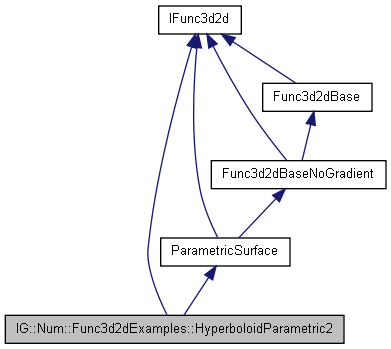 IFunc3d2d
Func3d2dBase
Func3d2dBaseNoGradient
ParametricSurface
IG::Num::Func3d2dExamples::HyperboloidParametric2